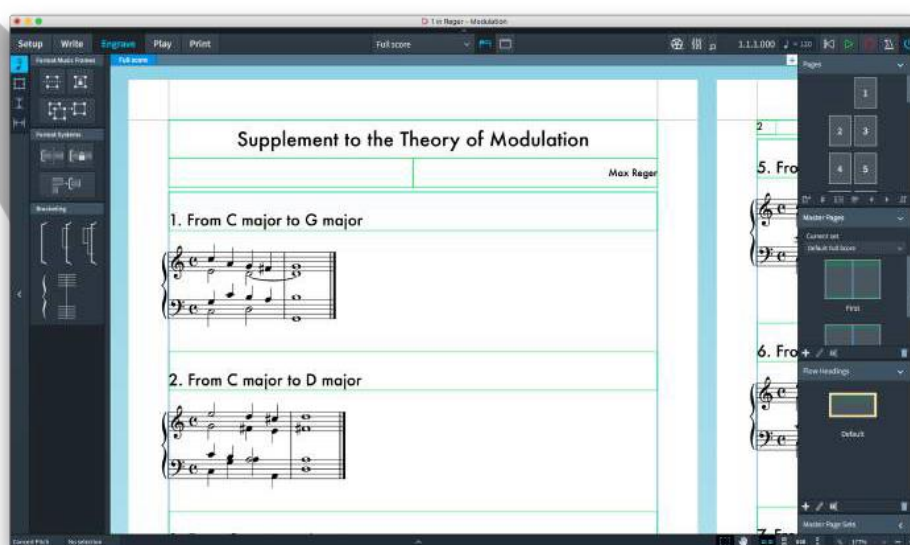 1 in Reger - Modulation
Setup Write Engrave Play Print Full score 1.1.1.000 = 120
Format Music Frames
Full score
Pages
1
2 3
4 5
Format Systems
Bracketing
Supplement to the Theory of Modulation
Max Reger
1. From C major to G major
2. From C major to D major
2
5. Fro
6. Fro
Master Pages
Current set
Default Full Score
First
Flow Headings
Default
Master Page Sets
Concert Pitch No selection
177%